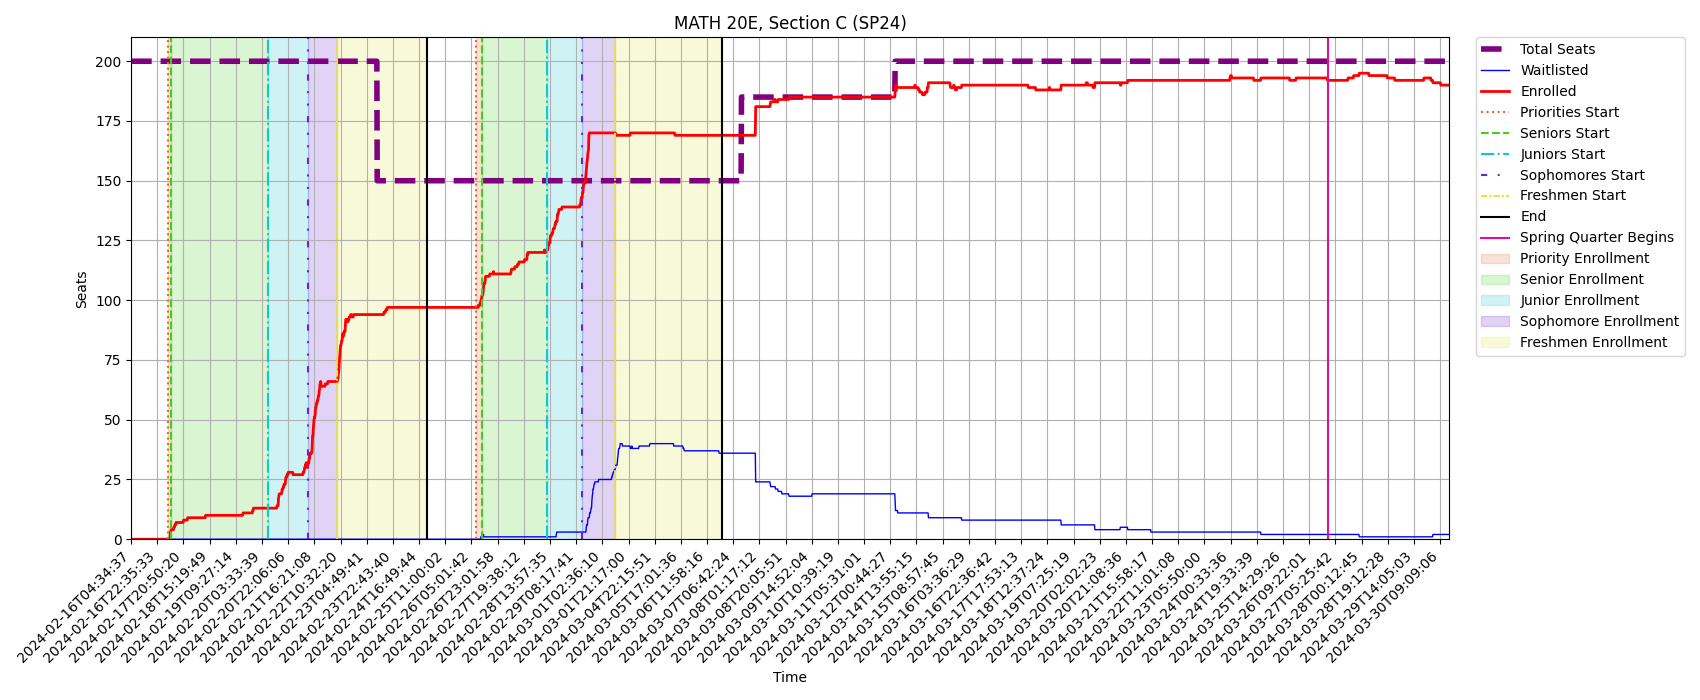 MATH 20E, Section C (SP24)
Seats
200
175
150
125
100
75
50
25
0
2024-02-16T04:34:37
2024-02-16T22:35:33
2024-02-17T20:50:20
2024-02-18T15:19:49
2024-02-19T09:27:14
2024-02-20T03:33:39
2024-02-20T22:06:06
2024-02-21T16:21:08
2024-02-22T10:32:20
2024-02-23T04:49:41
2024-02-23T22:43:40
2024-02-24T16:49:44
2024-02-25T11:00:02
2024-02-26T05:01:42
2024-02-26T23:01:58
2024-02-27T19:38:12
2024-02-28T13:57:35
2024-02-29T08:17:41
2024-03-01T02:36:10
2024-03-01T21:17:00
2024-03-04T22:15:51
2024-03-05T17:01:36
2024-03-06T11:58:16
2024-03-07T06:42:24
2024-03-08T01:17:12
2024-03-08T20:05:51
2024-03-09T14:52:04
2024-03-10T10:39:19
2024-03-11T05:31:01
2024-03-12T00:44:27
2024-03-14T13:55:15
2024-03-15T08:57:45
2024-03-16T03:36:29
2024-03-16T22:36:42
2024-03-17T17:53:13
2024-03-18T12:37:24
2024-03-19T07:25:19
2024-03-20T02:02:23
2024-03-20T21:08:36
2024-03-21T15:58:17
2024-03-22T11:01:08
2024-03-23T05:50:00
2024-03-24T00:33:36
2024-03-24T19:33:39
2024-03-25T14:29:26
2024-03-26T09:22:01
2024-03-27T05:25:42
2024-03-28T00:12:45
2024-03-28T19:12:28
2024-03-29T14:05:03
2024-03-30T09:09:06
Time
Total Seats
Waitlisted
Enrolled
Priorities Start
Seniors Start
Juniors Start
Sophomores Start
Freshmen Start
End
Spring Quarter Begins
Priority Enrollment
Senior Enrollment
Junior Enrollment
Sophomore Enrollment
Freshmen Enrollment